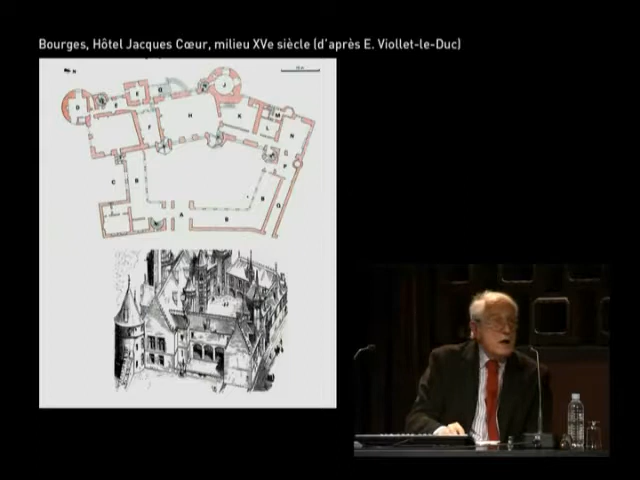 Bourges, Hôtel Jacques Cœur, milieu XVe siècle (d'après E. Viollet-le-Duc)
J
D
E
G
E
F
H
K
M
L
N
P
C
B
B
G
A
B